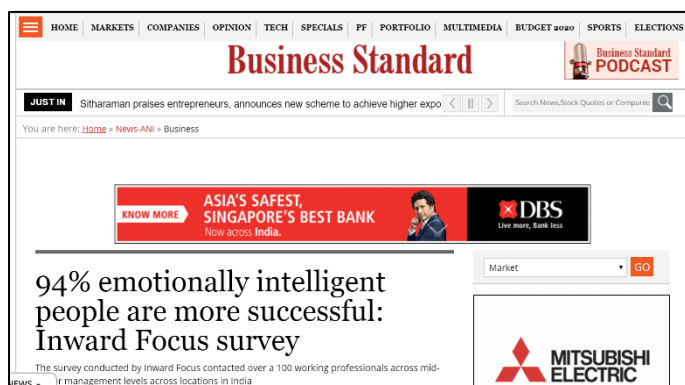 HOME MARKETS COMPANIES OPINION TECH SPECIALS PF PORTFOLIO MULTIMEDIA BUDGET 2020 SPORTS ELECTIONS
Business Standard
Business Standard
PODCAST
JUST IN Sitharaman praises entrepreneurs, announces new scheme to achieve higher expo
Search News,Stock Quotes or Companie
You are here: Home » News-ANI » Business
KNOW MORE
ASIA'S SAFEST,
SINGAPORE'S BEST BANK
Now across India.
DBS
Live more, Bank less
Market
GO
94% emotionally intelligent
people are more successful:
Inward Focus survey
The survey conducted by Inward Focus contacted over a 100 working professionals across mid-
r management levels across locations in India
MITSUBISHI
ELECTRIC